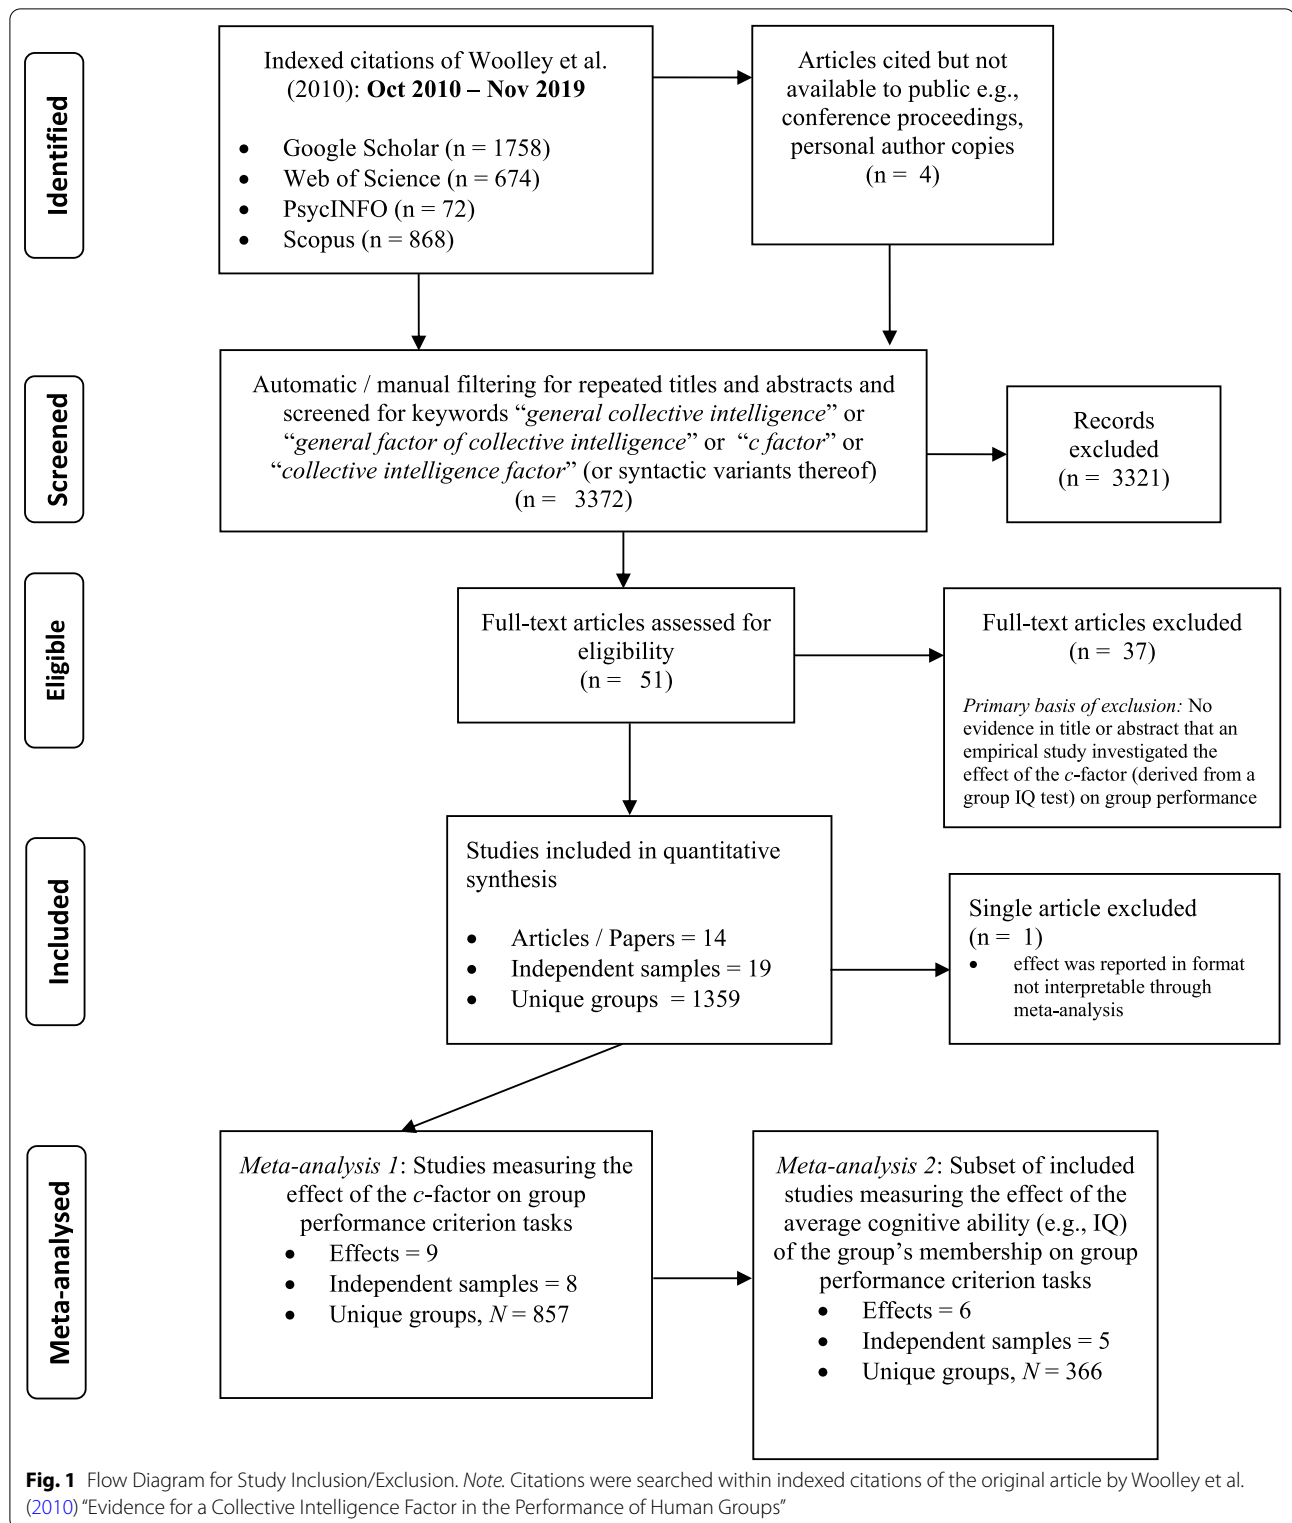 Identified
Indexed citations of Woolley et al.
(2010): Oct 2010 – Nov 2019
• Google Scholar (n = 1758)
• Web of Science (n = 674)
• PsycINFO (n = 72)
• Scopus (n = 868)
Articles cited but not
available to public e.g.,
conference proceedings,
personal author copies
(n = 4)
Screened
Automatic / manual filtering for repeated titles and abstracts and
screened for keywords “general collective intelligence” or
“general factor of collective intelligence” or “c factor” or
“collective intelligence factor” (or syntactic variants thereof)
(n = 3372)
Records
excluded
(n = 3321)
Eligible
Full-text articles assessed for
eligibility
(n = 51)
Full-text articles excluded
(n = 37)
Primary basis of exclusion: No
evidence in title or abstract that an
empirical study investigated the
effect of the c-factor (derived from a
group IQ test) on group performance
Included
Studies included in quantitative
synthesis
• Articles / Papers = 14
• Independent samples = 19
• Unique groups = 1359
Single article excluded
(n = 1)
• effect was reported in format
not interpretable through
meta-analysis
Meta-analysed
Meta-analysis 1: Studies measuring the
effect of the c-factor on group
performance criterion tasks
• Effects = 9
• Independent samples = 8
• Unique groups, N = 857
Meta-analysis 2: Subset of included
studies measuring the effect of the
average cognitive ability (e.g., IQ)
of the group’s membership on group
performance criterion tasks
• Effects = 6
• Independent samples = 5
• Unique groups, N = 366
Fig. 1 Flow Diagram for Study Inclusion/Exclusion. Note. Citations were searched within indexed citations of the original article by Woolley et al.
(2010) “Evidence for a Collective Intelligence Factor in the Performance of Human Groups”